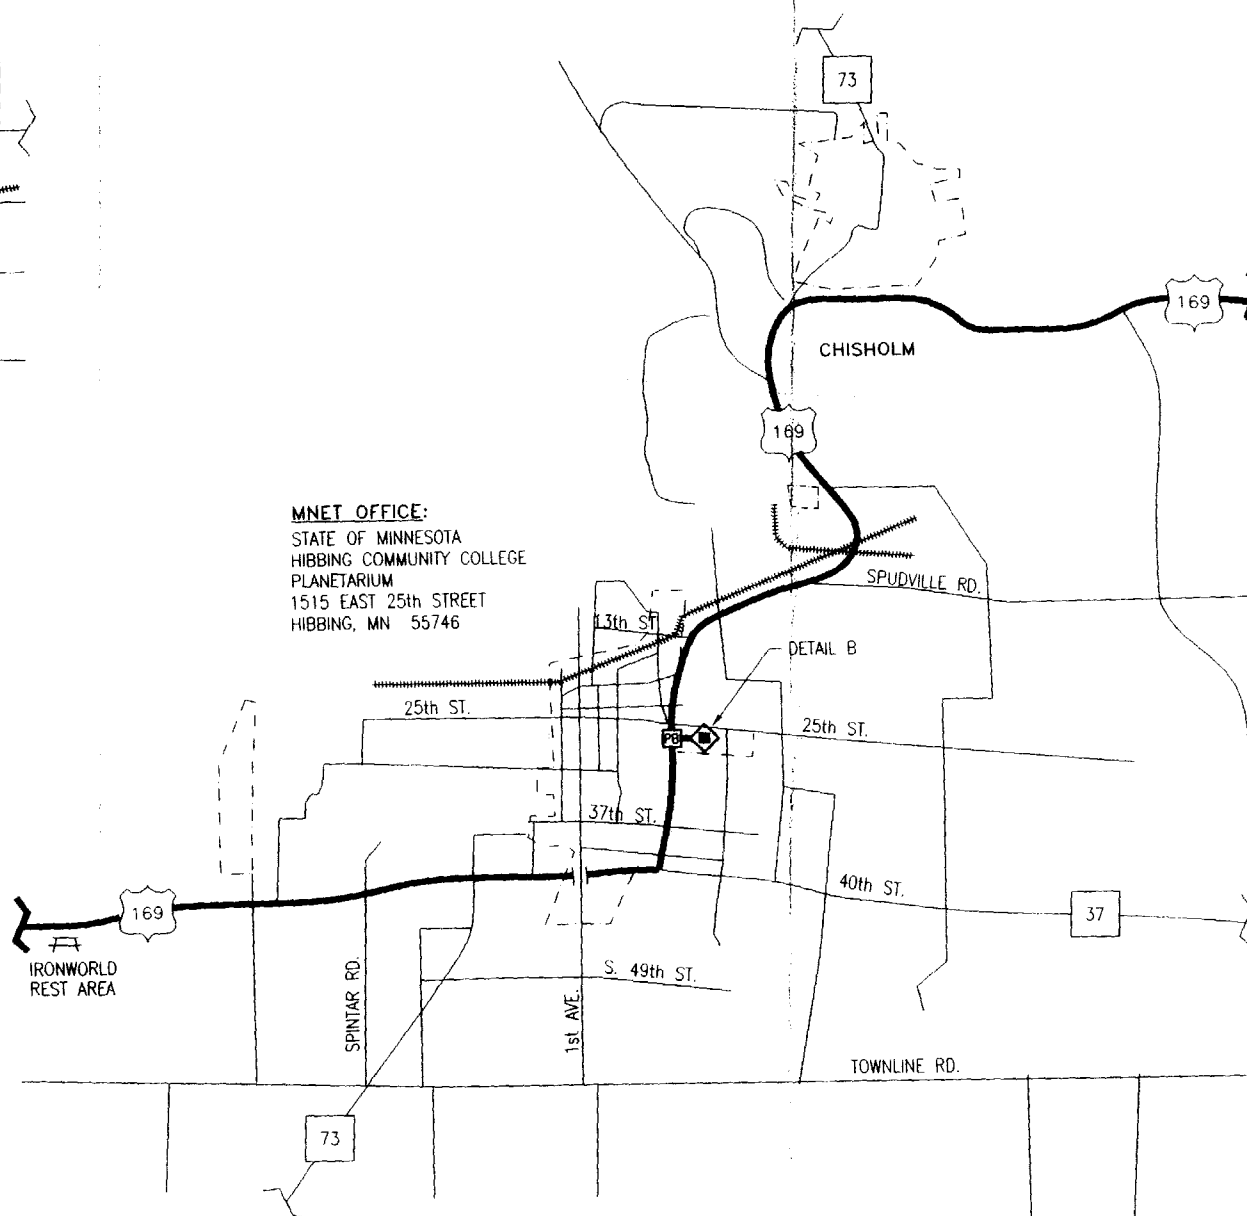 73
169
CHISHOLM
169
MNET OFFICE:
STATE OF MINNESOTA
HIBBING COMMUNITY COLLEGE
PLANETARIUM
1515 EAST 25th STREET
HIBBING, MN 55746
SPUDVILLE RD.
13th ST
DETAIL B
25th ST.
25th ST.
PB
37th ST.
40th ST.
37
169
IRONWORLD
REST AREA
SPINTAR RD.
S. 49th ST.
1st AVE.
TOWNLINE RD.
73